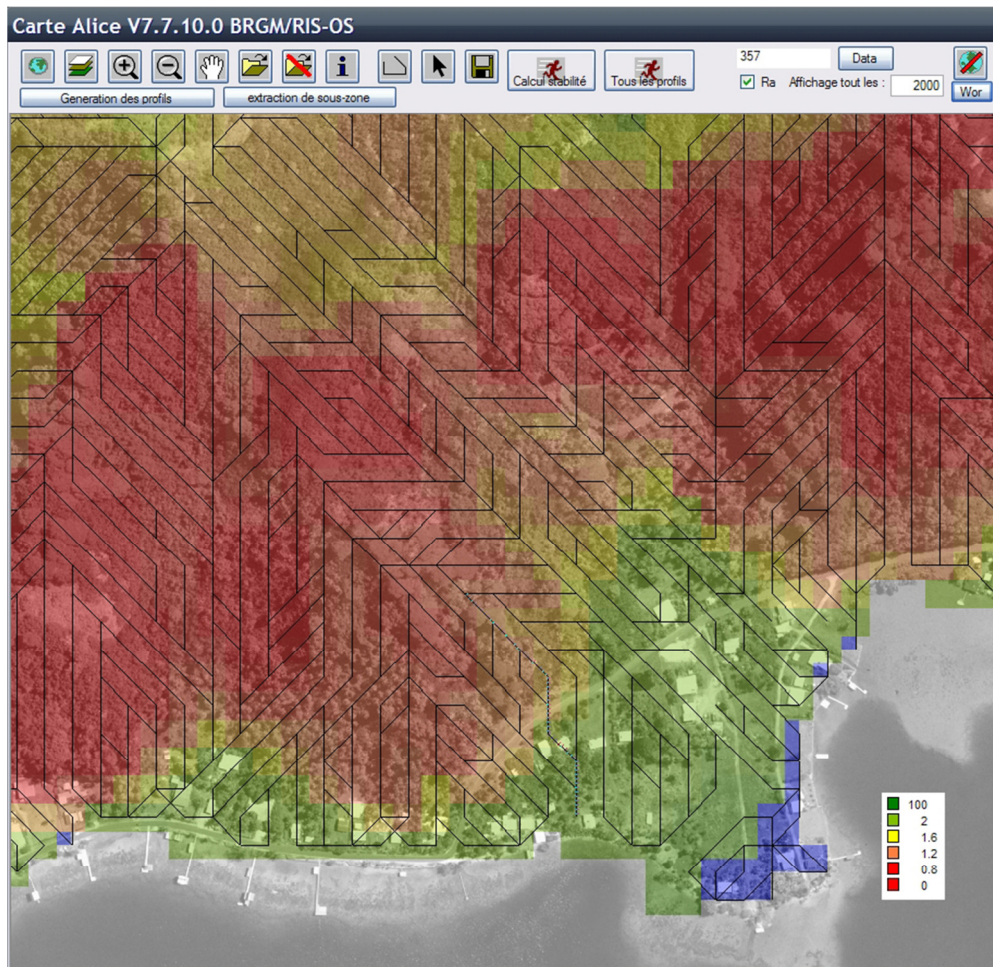 Carte Alice V7.7.10.0 BRGM/RIS-OS
Calcul stabilité
Tous les profils
357
Data
Ra Affichage tout les : 2000
Wor
Generation des profils
extraction de sous-zone
100
2
1.6
1.2
0.8
0